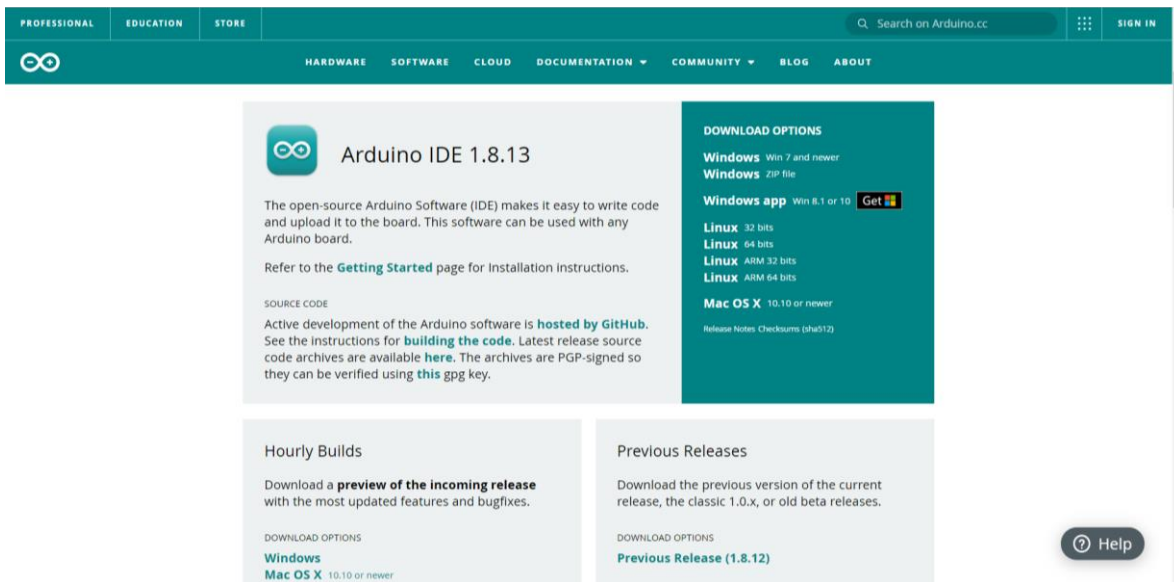 PROFESSIONAL EDUCATION STORE Search on Arduino.cc SIGN IN
HARDWARE SOFTWARE CLOUD DOCUMENTATION COMMUNITY BLOG ABOUT
Arduino IDE 1.8.13
The open-source Arduino Software (IDE) makes it easy to write code
and upload it to the board. This software can be used with any
Arduino board.
Refer to the Getting Started page for Installation instructions.
SOURCE CODE
Active development of the Arduino software is hosted by GitHub.
See the instructions for building the code. Latest release source
code archives are available here. The archives are PGP-signed so
they can be verified using this gpg key.
DOWNLOAD OPTIONS
Windows Win 7 and newer
Windows ZIP file
Windows app Win 8.1 or 10 Get
Linux 32 bits
Linux 64 bits
Linux ARM 32 bits
Linux ARM 64 bits
Mac OS X 10.10 or newer
Release Notes Checksums (sha512)
Hourly Builds
Download a preview of the incoming release
with the most updated features and bugfixes.
DOWNLOAD OPTIONS
Windows
Mac OS X 10.10 or newer
Previous Releases
Download the previous version of the current
release, the classic 1.0.x, or old beta releases.
DOWNLOAD OPTIONS
Previous Release (1.8.12)
Help